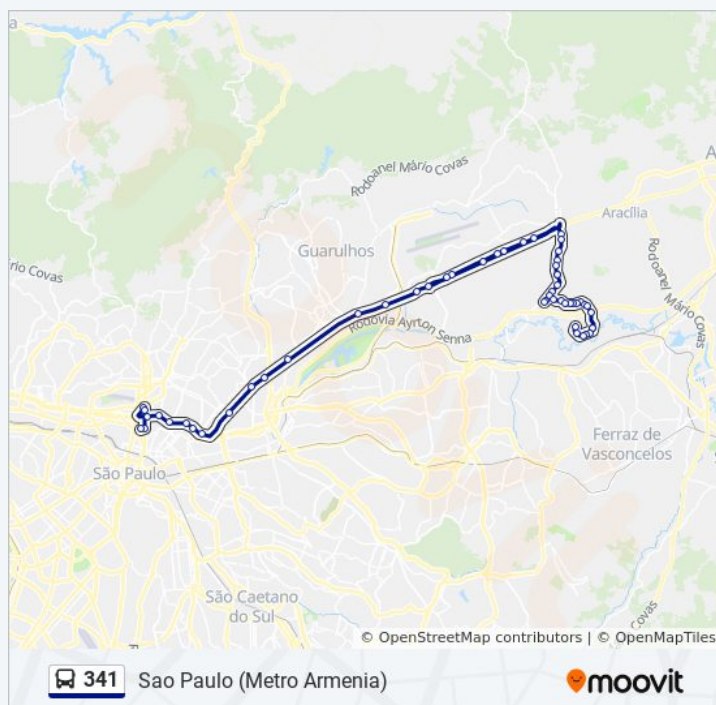 a
Rodoanel Mário Covas
A
Aracília
Guarulhos
rio Covas
Rodoanel Mário Covas
Rodovia Ayrton Senna
Ferraz de
Vasconcelos
São Paulo
São Caetano
do Sul
R
Covas
© OpenStreetMap contributors | © OpenMapTiles
341 Sao Paulo (Metro Armenia)
moovit